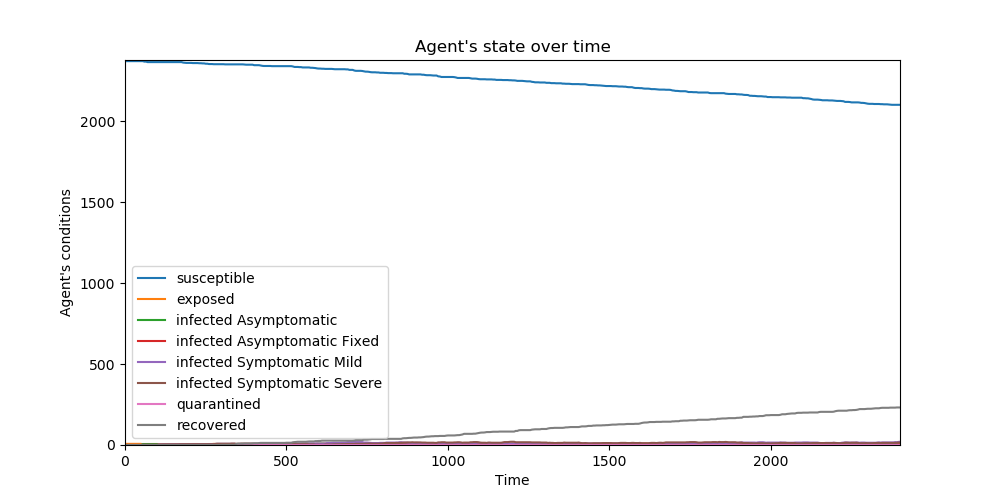 Agent's state over time
Agent's conditions
2000
1500
1000
500
0
susceptible
exposed
infected Asymptomatic
infected Asymptomatic Fixed
infected Symptomatic Mild
infected Symptomatic Severe
quarantined
recovered
0 500 1000 1500 2000
Time